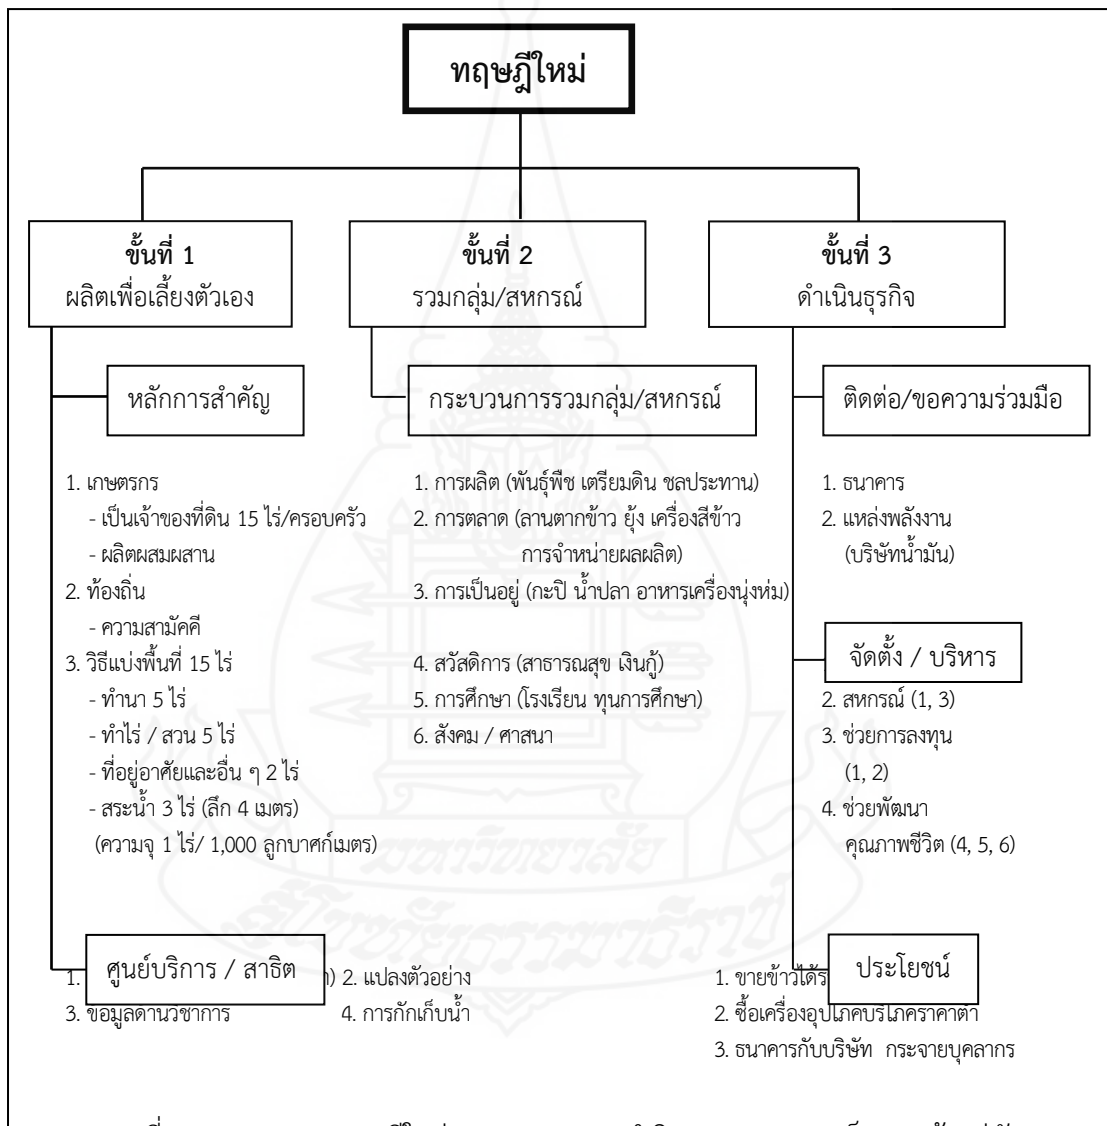 ทฤษฎีใหม่
ขั้นที่ 1
ผลิตเพื่อเลี้ยงตัวเอง
หลักการสำคัญ
1. เกษตรกร
- เป็นเจ้าของที่ดิน 15 ไร่/ครอบครัว
- ผลิตผสมผสาน
2. ท้องถิ่น
- ความสามัคคี
3. วิธีแบ่งพื้นที่ 15 ไร่
- ทำนา 5 ไร่
- ทำไร่ / สวน 5 ไร่
- ที่อยู่อาศัยและอื่น ๆ 2 ไร่
- สระน้ำ 3 ไร่ (ลึก 4 เมตร)
(ความจุ 1 ไร่/ 1,000 ลูกบาศก์เมตร)
ศูนย์บริการ / สาธิต
1.
2. แปลงตัวอย่าง
3. ข้อมูลด้านวิชาการ
4. การกักเก็บน้ำ
ขั้นที่ 2
รวมกลุ่ม/สหกรณ์
กระบวนการรวมกลุ่ม/สหกรณ์
1. การผลิต (พันธุ์พืช เตรียมดิน ชลประทาน)
2. การตลาด (ลานตากข้าว ยุ้ง เครื่องสีข้าว
การจำหน่ายผลผลิต)
3. การเป็นอยู่ (กะปิ น้ำปลา อาหารเครื่องนุ่งห่ม)
4. สวัสดิการ (สาธารณสุข เงินกู้)
5. การศึกษา (โรงเรียน ทุนการศึกษา)
6. สังคม / ศาสนา
ขั้นที่ 3
ดำเนินธุรกิจ
ติดต่อ/ขอความร่วมมือ
1. ธนาคาร
2. แหล่งพลังงาน
(บริษัทน้ำมัน)
จัดตั้ง / บริหาร
2. สหกรณ์ (1, 3)
3. ช่วยการลงทุน
(1, 2)
4. ช่วยพัฒนา
คุณภาพชีวิต (4, 5, 6)
ประโยชน์
1. ขายข้าวได้
2. ซื้อเครื่องอุปโภคบริโภคราคาต่ำ
3. ธนาคารกับบริษัท กระจายบุคลากร
มหาวิทยาลัย
สุโขทัยธรรมาธิราช